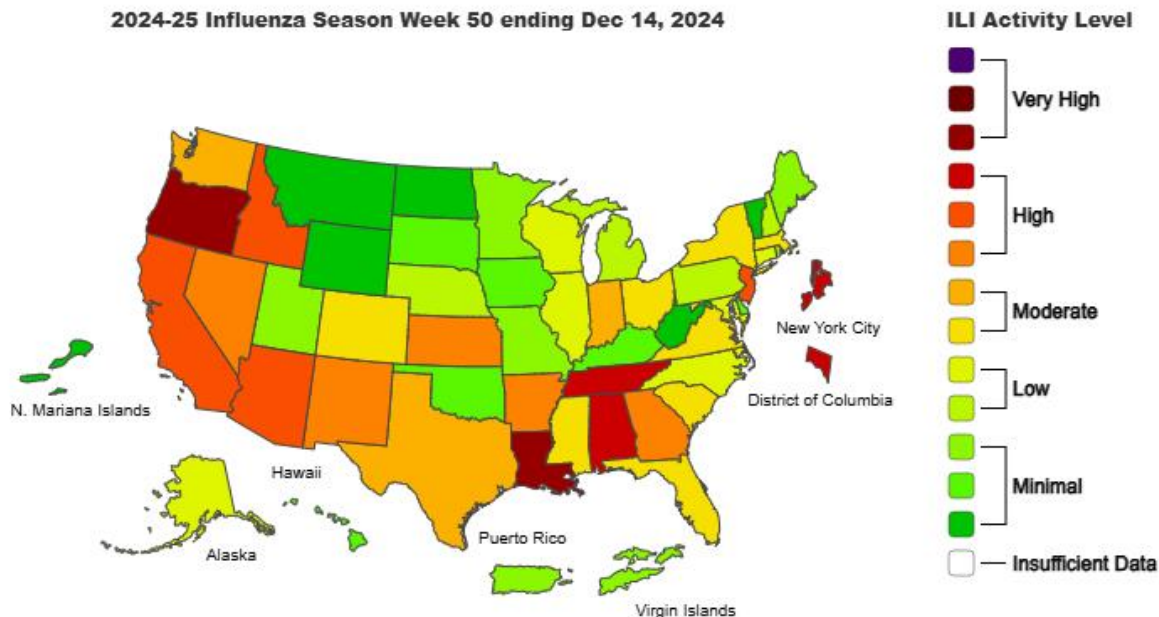 2024-25 Influenza Season Week 50 ending Dec 14, 2024
ILI Activity Level
Very High
High
Moderate
Low
Minimal
Insufficient Data
New York City
District of Columbia
N. Mariana Islands
Hawaii
Alaska
Puerto Rico
Virgin Islands